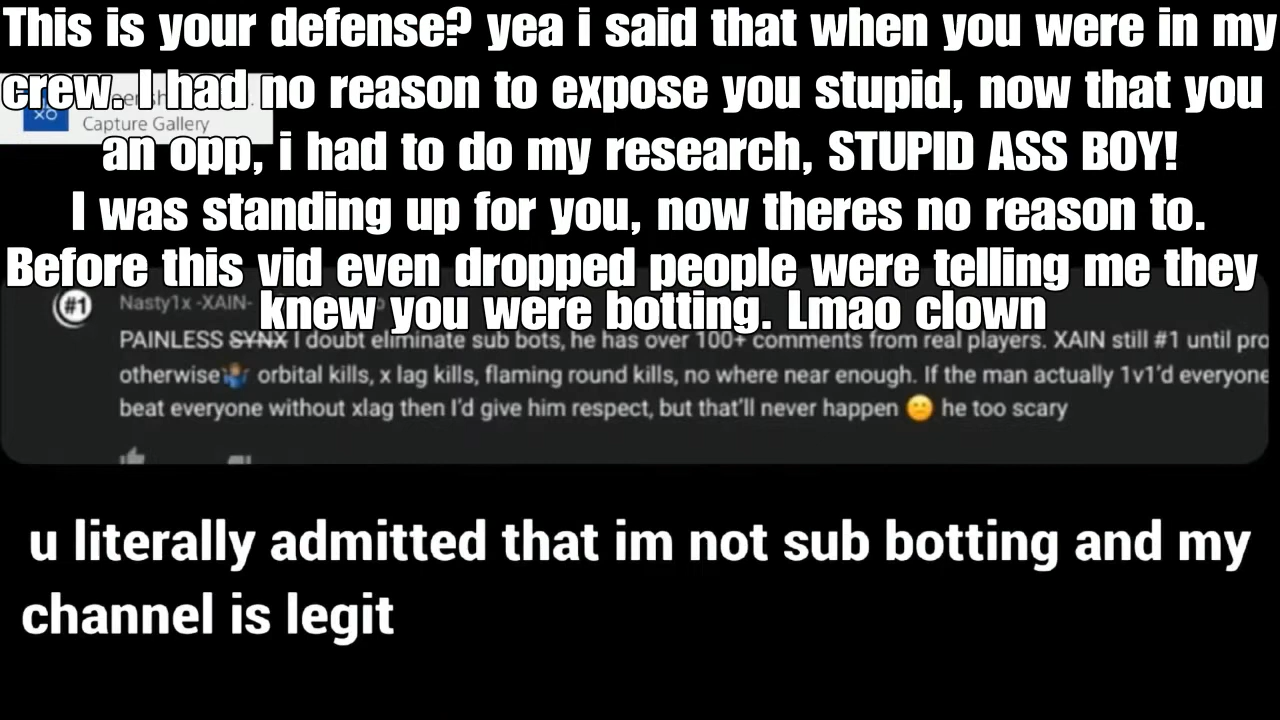 This is your defense? yea i said that when you were in my
crew. I had no reason to expose you stupid, now that you
Capture Gallery
an opp, i had to do my research, STUPID ASS BOY!
I was standing up for you, now theres no reason to.
Before this vid even dropped people were telling me they
knew you were botting. Lmao clown
#1
Nasty1x -XAIN-
PAINLESS SYNX I doubt eliminate sub bots, he has over 100+ comments from real players. XAIN still #1 until pro
otherwise🤷 orbital kills, x lag kills, flaming round kills, no where near enough. If the man actually 1v1'd everyone
beat everyone without xlag then I'd give him respect, but that'll never happen 😕 he too scary
u literally admitted that im not sub botting and my
channel is legit